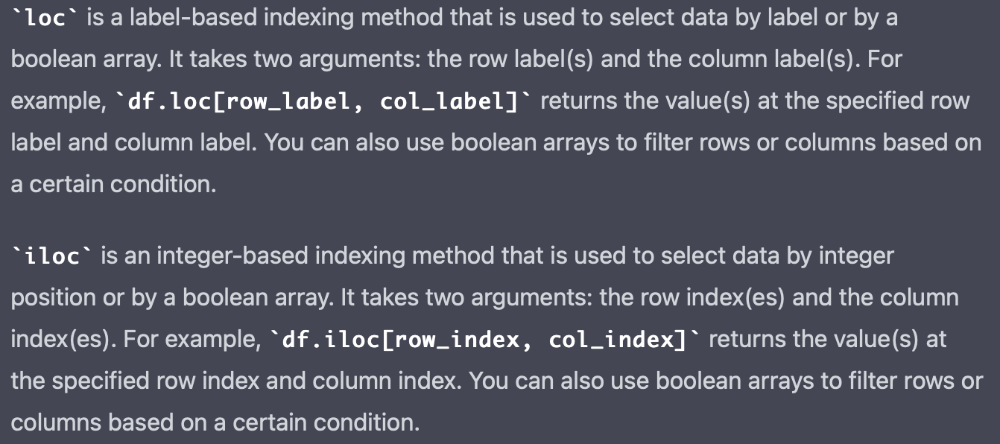 `loc` is a label-based indexing method that is used to select data by label or by a
boolean array. It takes two arguments: the row label(s) and the column label(s). For
example, `df.loc[row_label, col_label]` returns the value(s) at the specified row
label and column label. You can also use boolean arrays to filter rows or columns based on
a certain condition.
`iloc` is an integer-based indexing method that is used to select data by integer
position or by a boolean array. It takes two arguments: the row index(es) and the column
index(es). For example, `df.iloc[row_index, col_index]` returns the value(s) at
the specified row index and column index. You can also use boolean arrays to filter rows or
columns based on a certain condition.